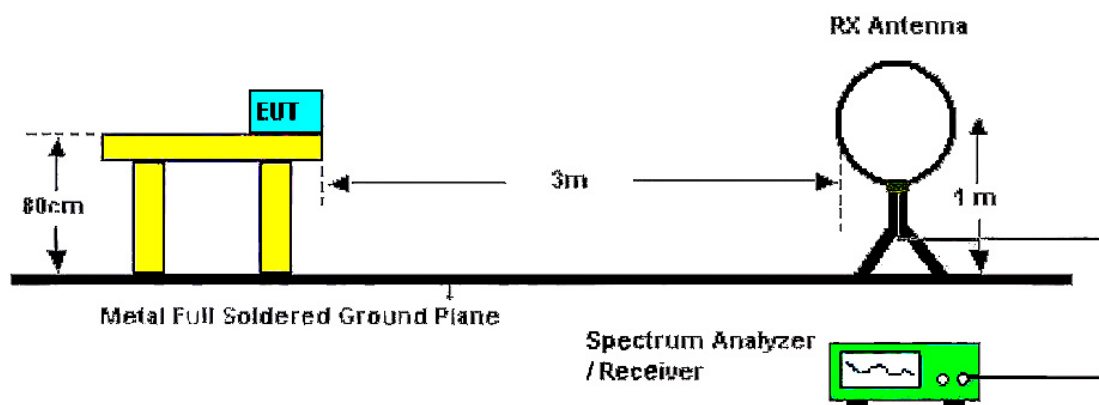 RX Antenna
EUT
80cm
3m
1 m
Metal Full Soldered Ground Plane
Spectrum Analyzer
/ Receiver